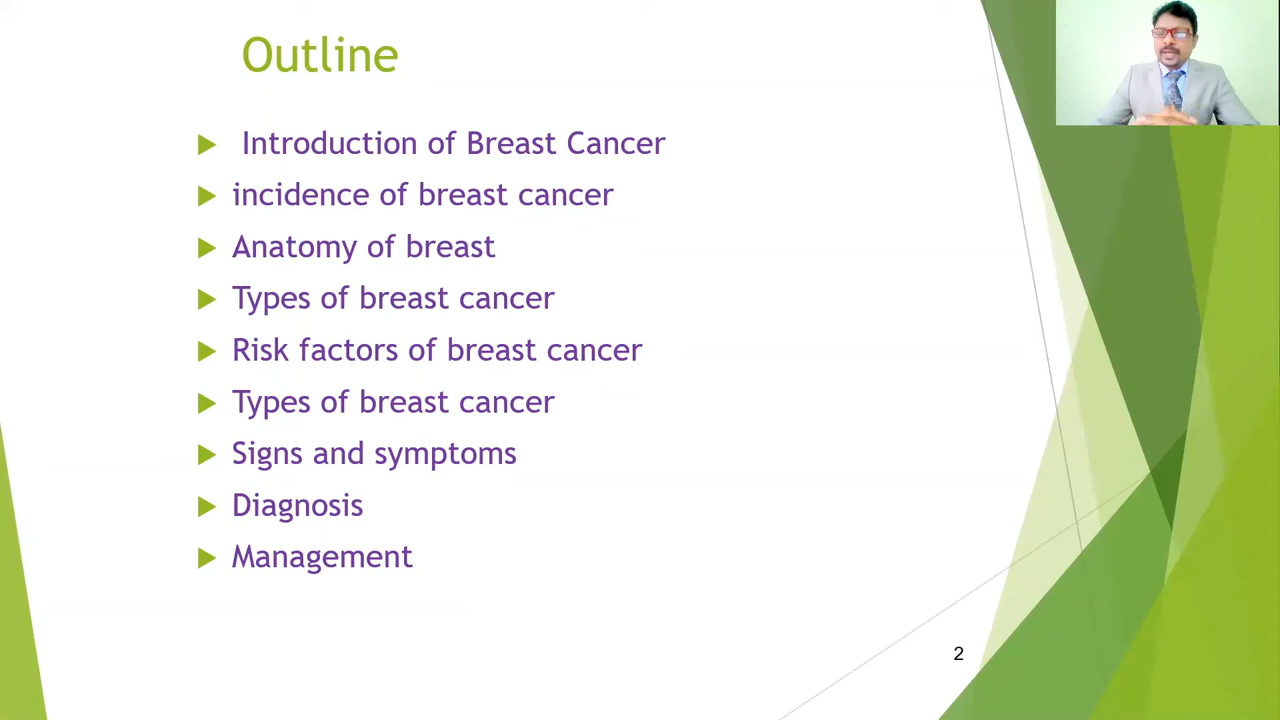 Outline
Introduction of Breast Cancer
incidence of breast cancer
Anatomy of breast
Types of breast cancer
Risk factors of breast cancer
Types of breast cancer
Signs and symptoms
Diagnosis
Management
2